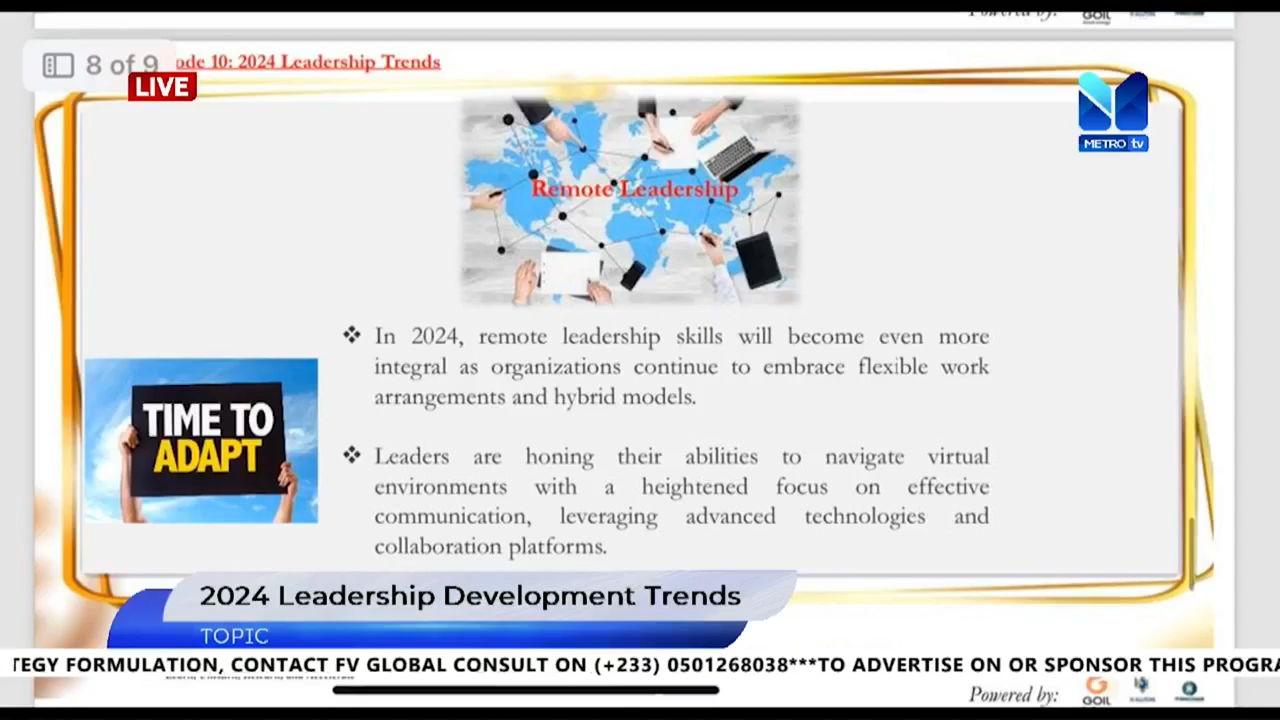 Powered by:
GOIL
8 of 9
ode 10: 2024 Leadership Trends
LIVE
METRO tv
Remote Leadership
❖ In 2024, remote leadership skills will become even more
integral as organizations continue to embrace flexible work
arrangements and hybrid models.
TIME TO
ADAPT
❖ Leaders are honing their abilities to navigate virtual
environments with a heightened focus on effective
communication, leveraging advanced technologies and
collaboration platforms.
2024 Leadership Development Trends
TOPIC
TEGY FORMULATION, CONTACT FV GLOBAL CONSULT ON (+233) 0501268038***TO ADVERTISE ON OR SPONSOR THIS PROGRA
Powered by:
GOIL